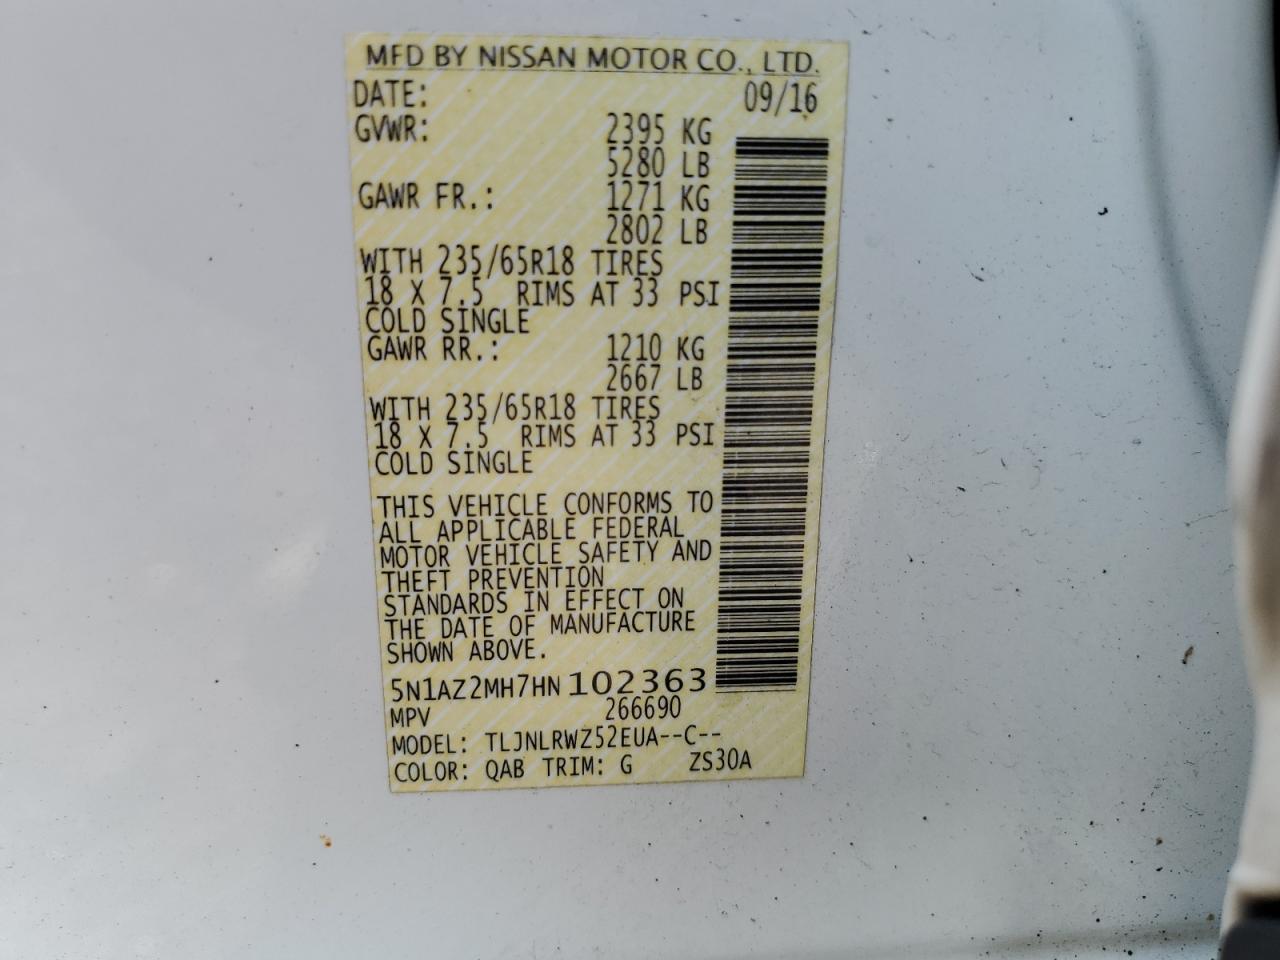 MFD BY NISSAN MOTOR CO., LTD.
DATE: 09/16
GVWR: 2395 KG
5280 LB
GAWR FR.: 1271 KG
2802 LB
WITH 235/65R18 TIRES
18 X 7.5 RIMS AT 33 PSI
COLD SINGLE
GAWR RR.: 1210 KG
2667 LB
WITH 235/65R18 TIRES
18 X 7.5 RIMS AT 33 PSI
COLD SINGLE
THIS VEHICLE CONFORMS TO
ALL APPLICABLE FEDERAL
MOTOR VEHICLE SAFETY AND
THEFT PREVENTION
STANDARDS IN EFFECT ON
THE DATE OF MANUFACTURE
SHOWN ABOVE.
5N1AZ2MH7HN102363
MPV 266690
MODEL: TLJNLRWZ52EUA--C--
COLOR: QAB TRIM: G ZS30A